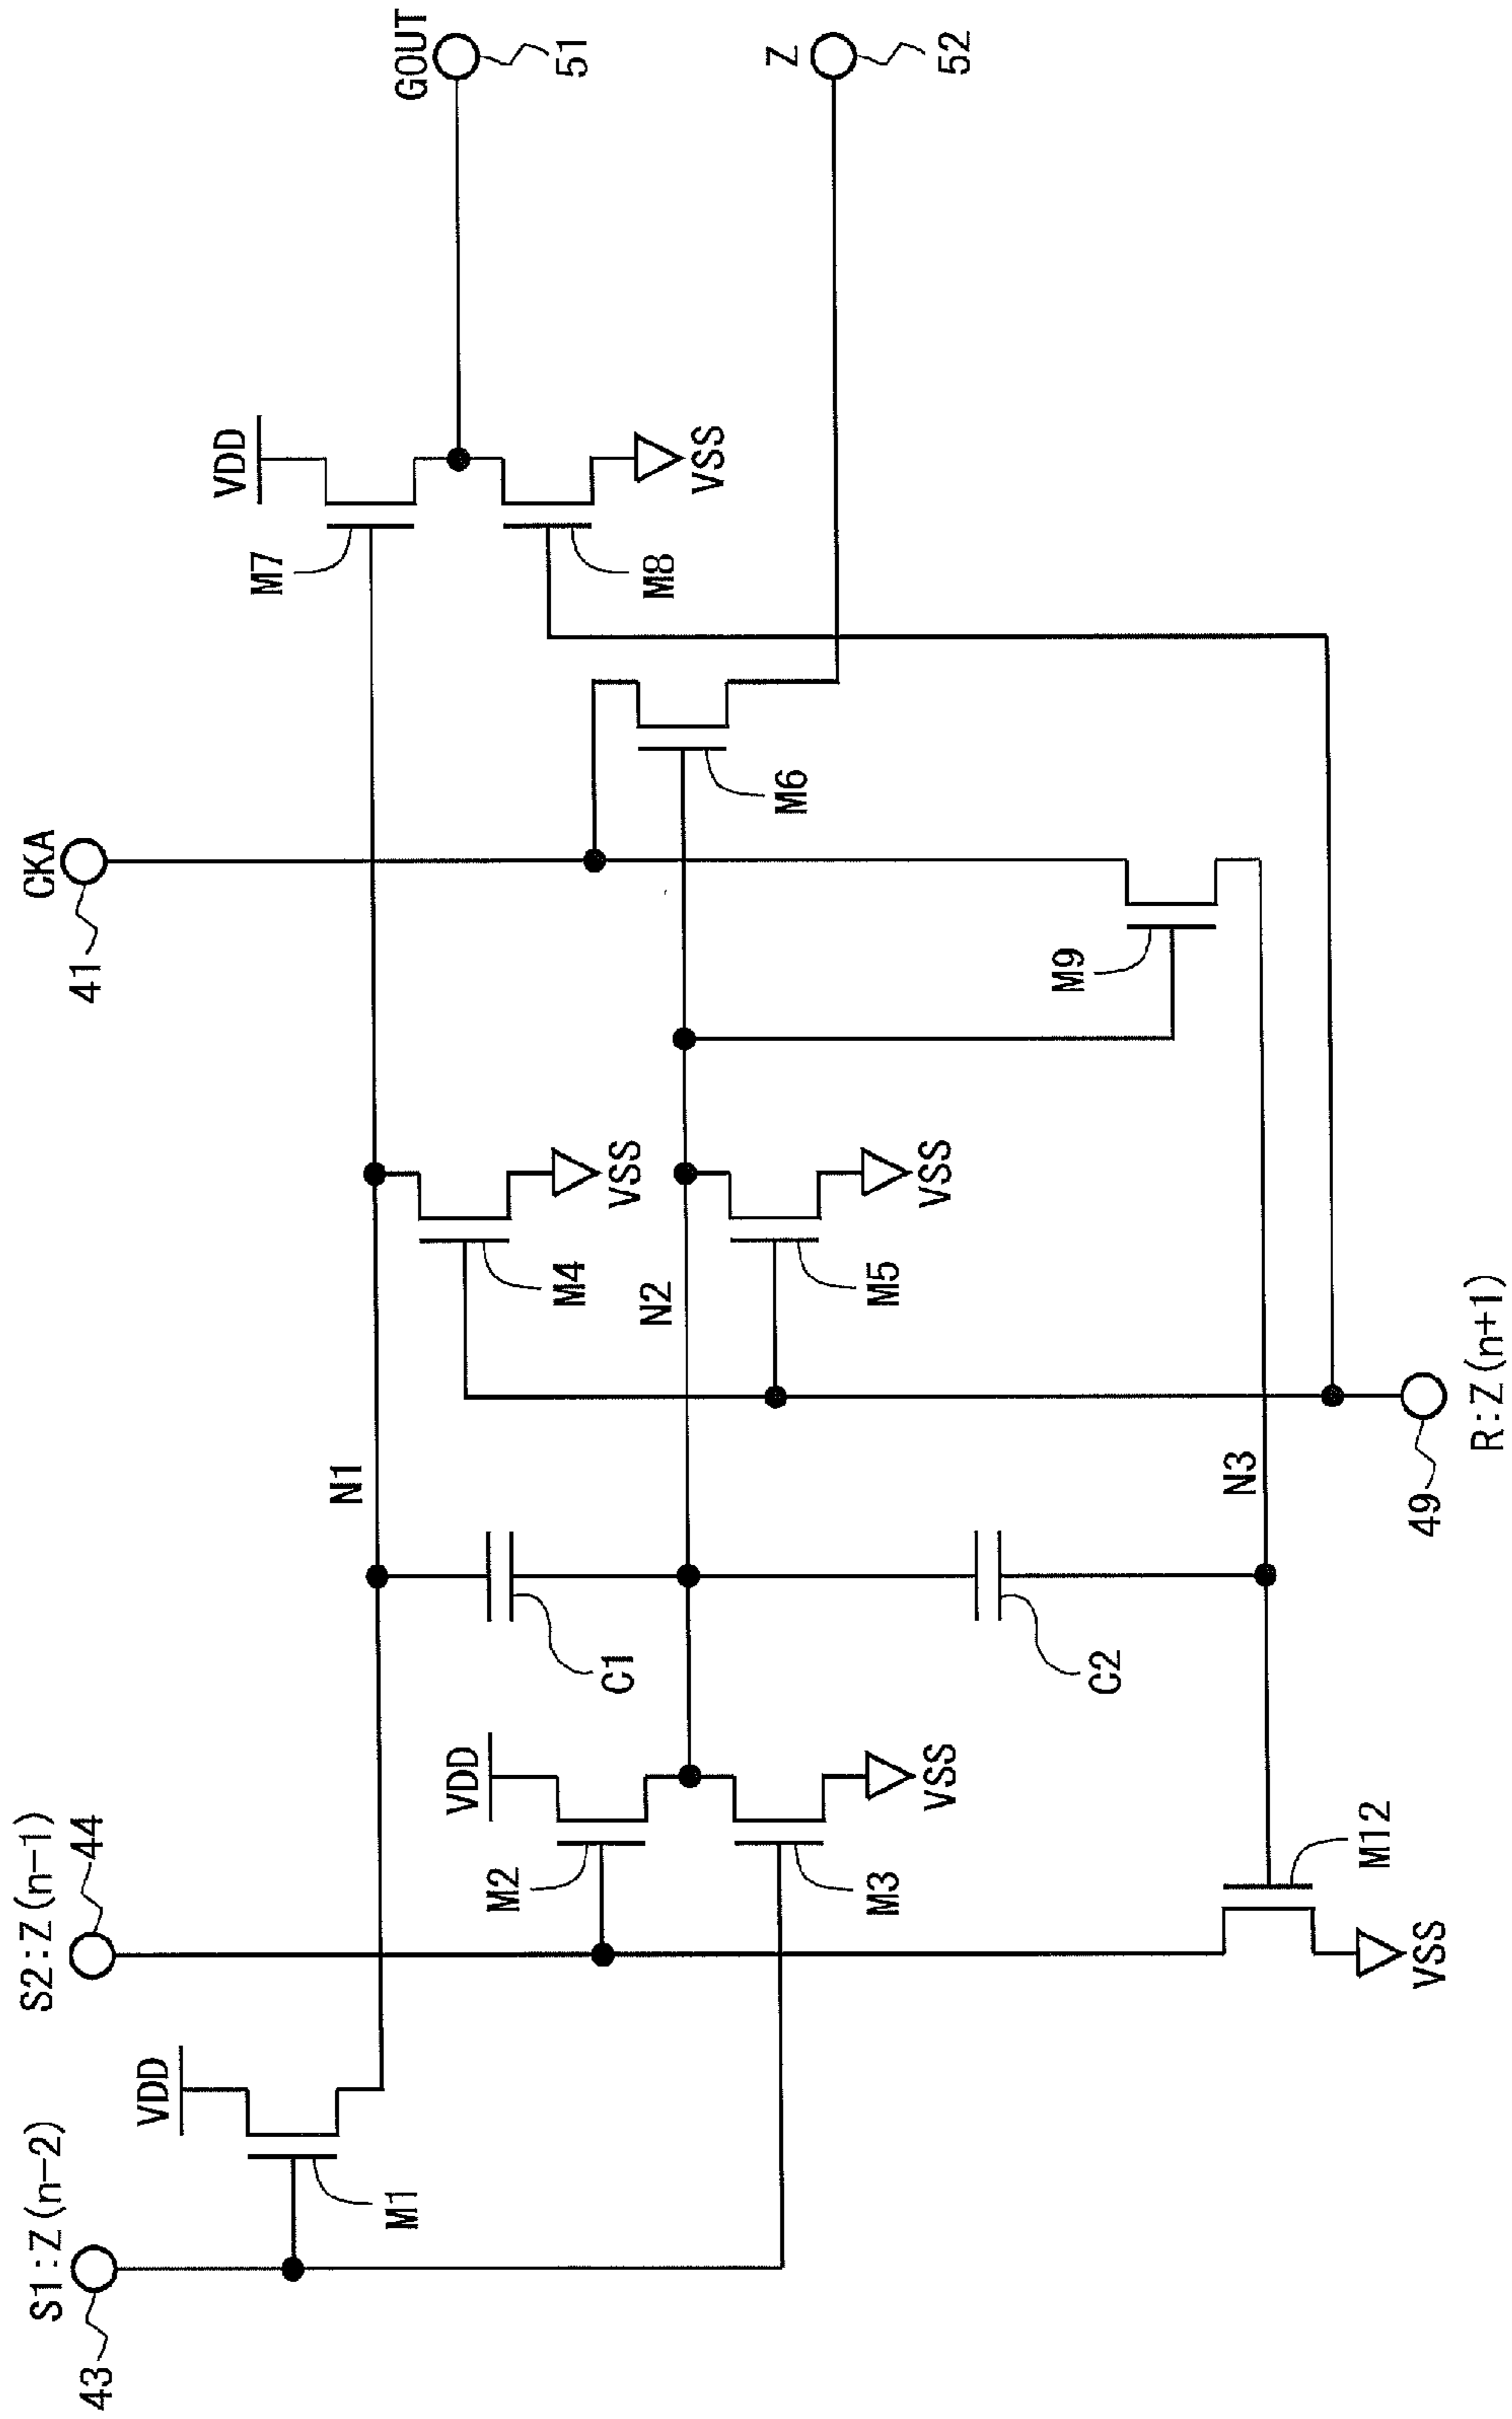 S1:Z(n-2)
43
S2:Z(n-1)
44
CKA
41
GOUT
51
Z
52
VDD
M1
VDD
M2
M3
VSS
M12
VSS
C1
C2
N1
N2
N3
M4
VSS
M5
VSS
M9
M6
VDD
M7
M8
VSS
49
R:Z(n+1)